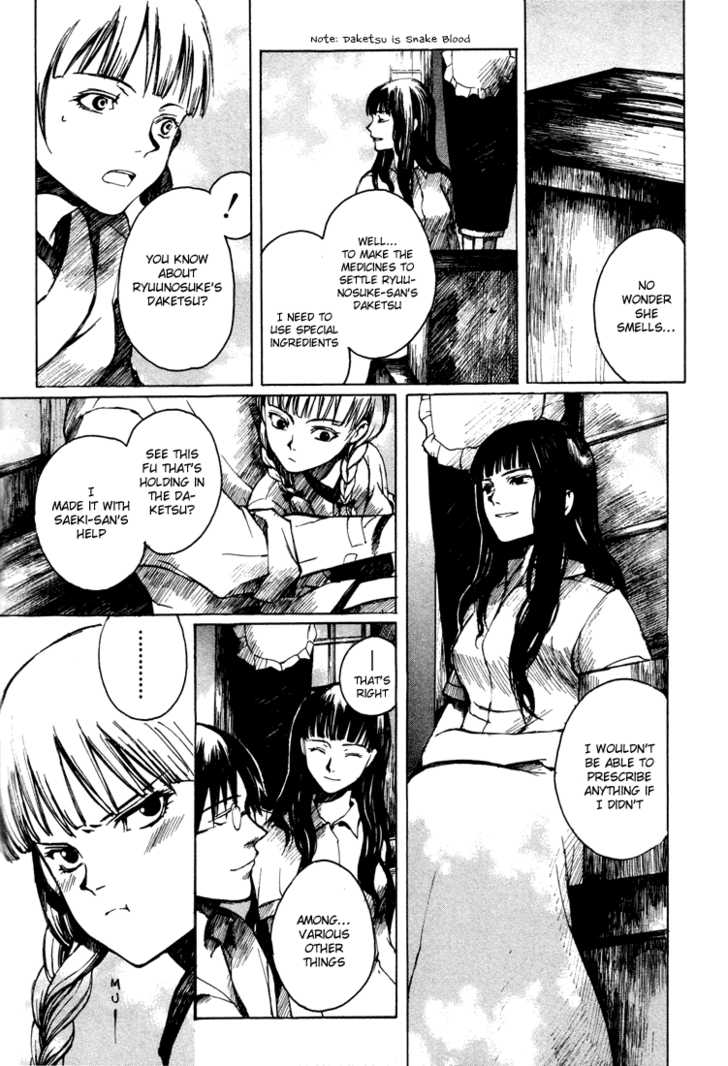 Note: Daketsu is Snake Blood
NO
WONDER
SHE
SMELLS...
WELL...
TO MAKE THE
MEDICINES TO
SETTLE RYUU-
NOSUKE-SAN'S
DAKETSU
I NEED TO
USE SPECIAL
INGREDIENTS
!
YOU KNOW
ABOUT
RYUUNOSUKE'S
DAKETSU?
I WOULDN'T
BE ABLE TO
PRESCRIBE
ANYTHING IF
I DIDN'T
SEE THIS
FU THAT'S
HOLDING IN
THE DA-
KETSU?
I
MADE IT WITH
SAEKI-SAN'S
HELP
THAT'S
RIGHT
AMONG...
VARIOUS
OTHER
THINGS
.........
MU